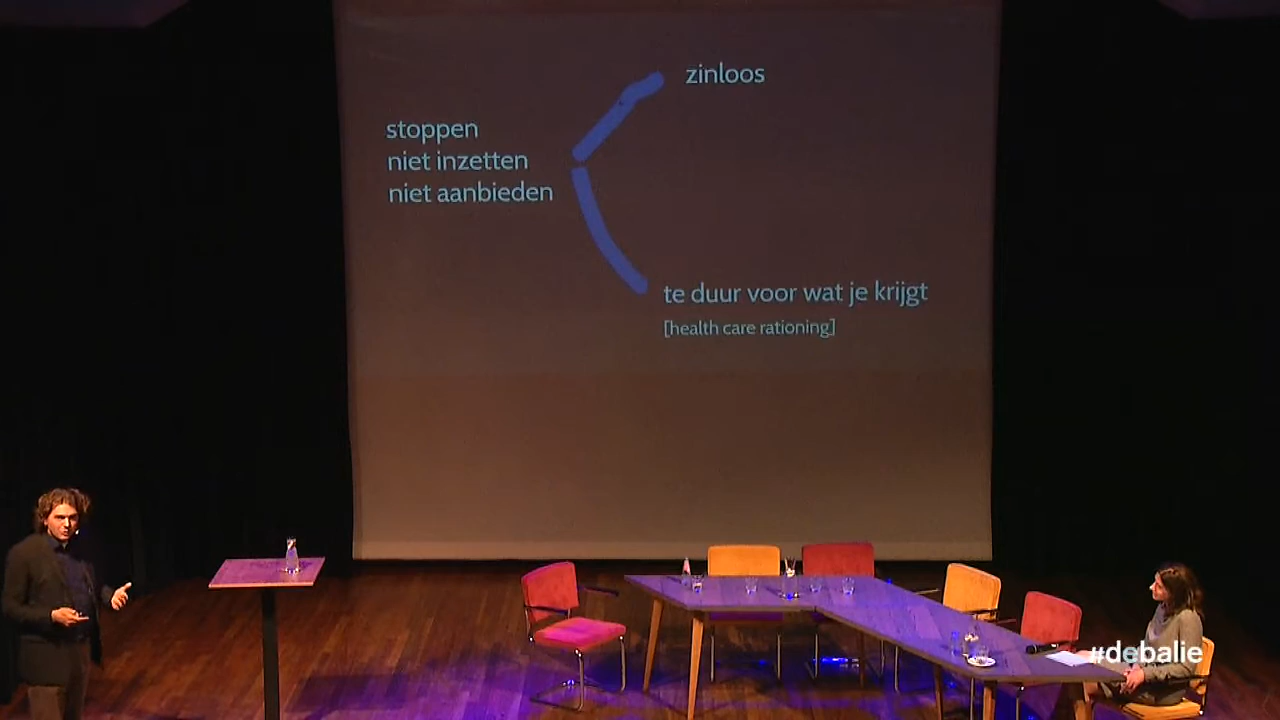 zinloos
stoppen
niet inzetten
niet aanbieden
te duur voor wat je krijgt
[health care rationing]
#debalie